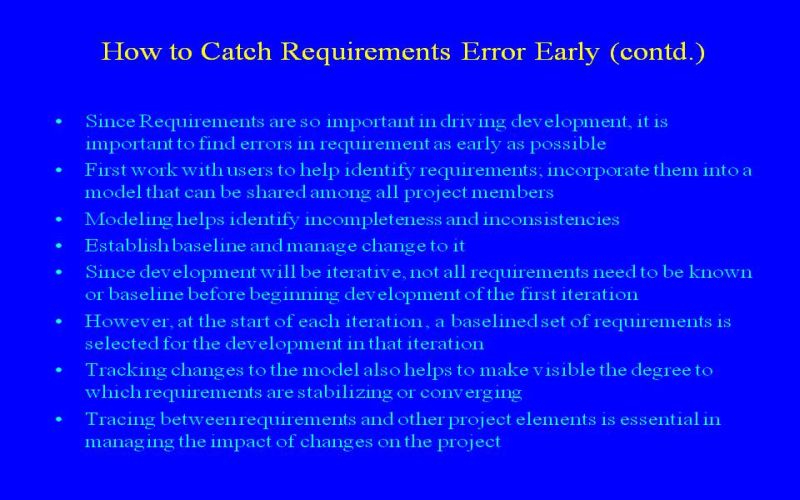 How to Catch Requirements Error Early (contd.)
• Since Requirements are so important in driving development, it is
important to find errors in requirement as early as possible
• First work with users to help identify requirements; incorporate them into a
model that can be shared among all project members
• Modeling helps identify incompleteness and inconsistencies
• Establish baseline and manage change to it
• Since development will be iterative, not all requirements need to be known
or baseline before beginning development of the first iteration
• However, at the start of each iteration , a baselined set of requirements is
selected for the development in that iteration
• Tracking changes to the model also helps to make visible the degree to
which requirements are stabilizing or converging
• Tracing between requirements and other project elements is essential in
managing the impact of changes on the project